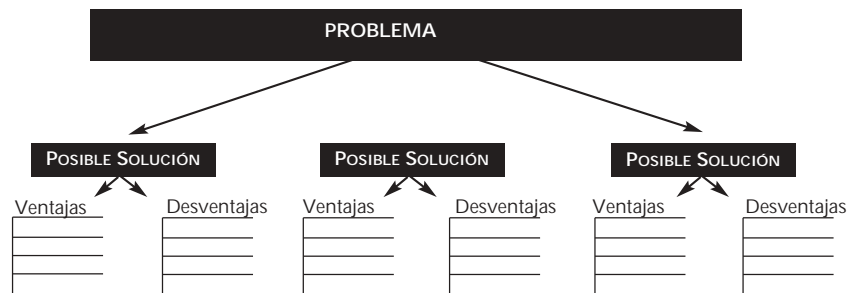 PROBLEMA
POSIBLE SOLUCIÓN POSIBLE SOLUCIÓN POSIBLE SOLUCIÓN
Ventajas Desventajas Ventajas Desventajas Ventajas Desventajas